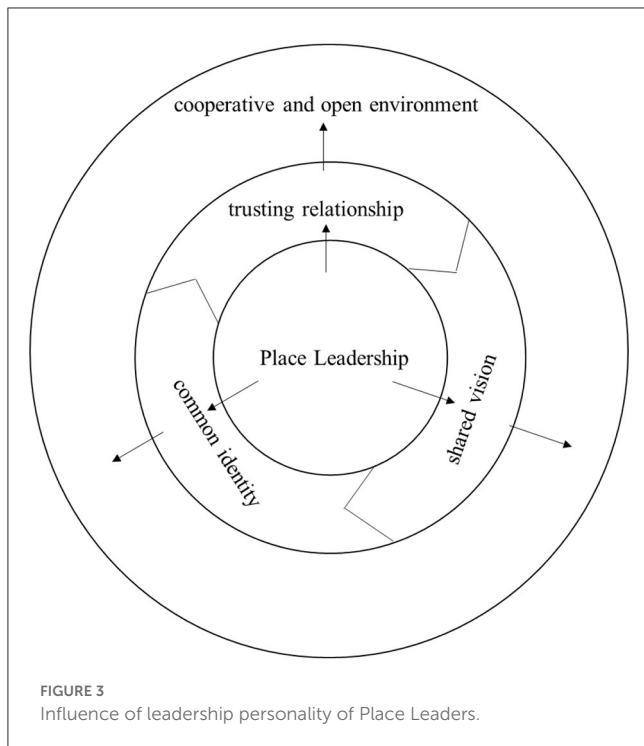 cooperative and open environment
trusting relationship
Place Leadership
common identity
shared vision
FIGURE 3
Influence of leadership personality of Place Leaders.